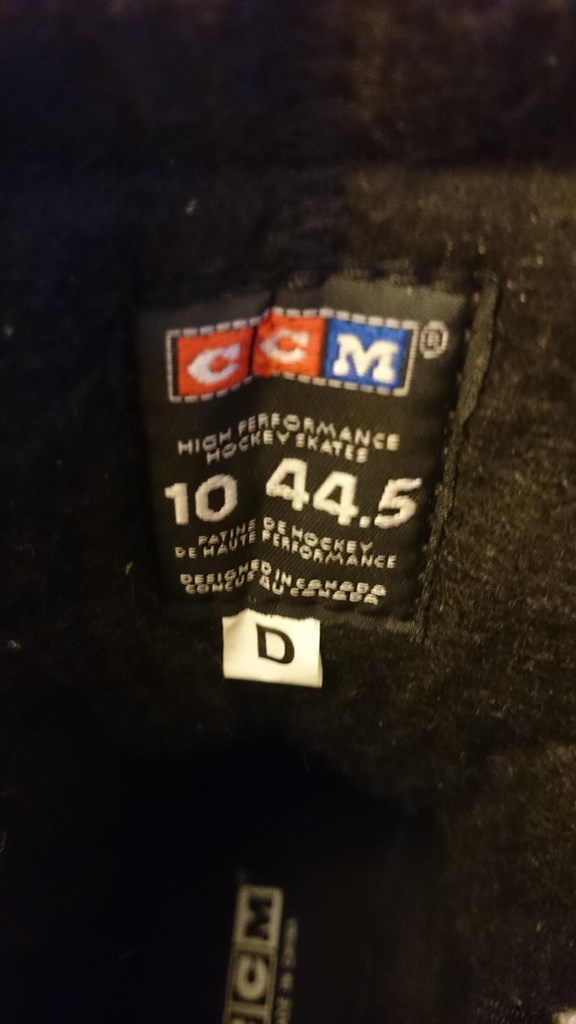 CCM®
HIGH PERFORMANCE
HOCKEY SKATES
10 44.5
PATINS DE HOCKEY
DE HAUTE PERFORMANCE
DESIGNED IN CANADA
CONCUS AU CANADA
D
CCM